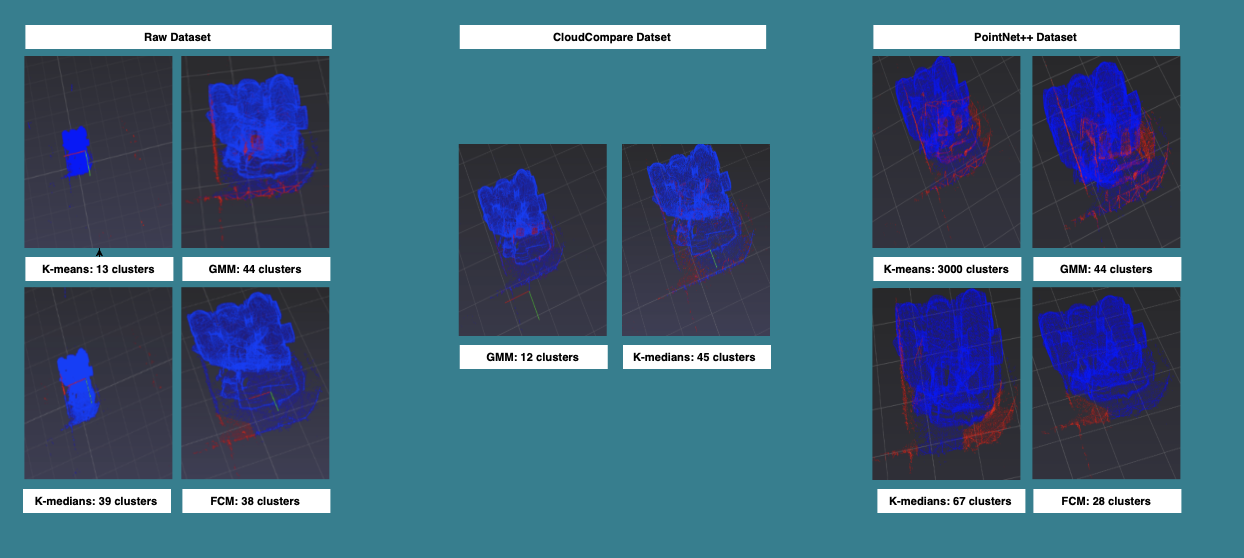 Raw Dataset
CloudCompare Datset
PointNet++ Dataset
K-means: 13 clusters
GMM: 44 clusters
K-means: 3000 clusters
GMM: 44 clusters
GMM: 12 clusters
K-medians: 45 clusters
K-medians: 39 clusters
FCM: 38 clusters
K-medians: 67 clusters
FCM: 28 clusters